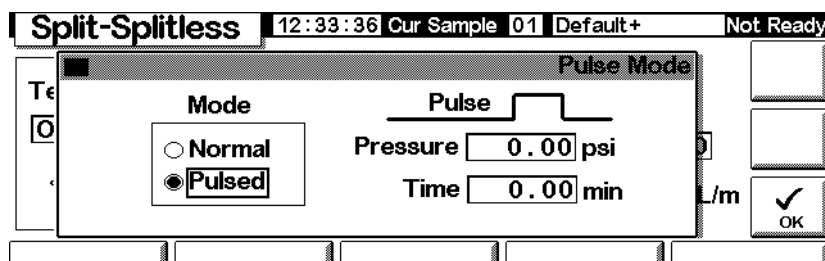 Split-Splitless 12:33:36 Cur Sample 01 Default+ Not Ready
Pulse Mode
Mode
Pulse
Normal
Pulsed
Pressure 0.00 psi
Time 0.00 min
L/m
OK